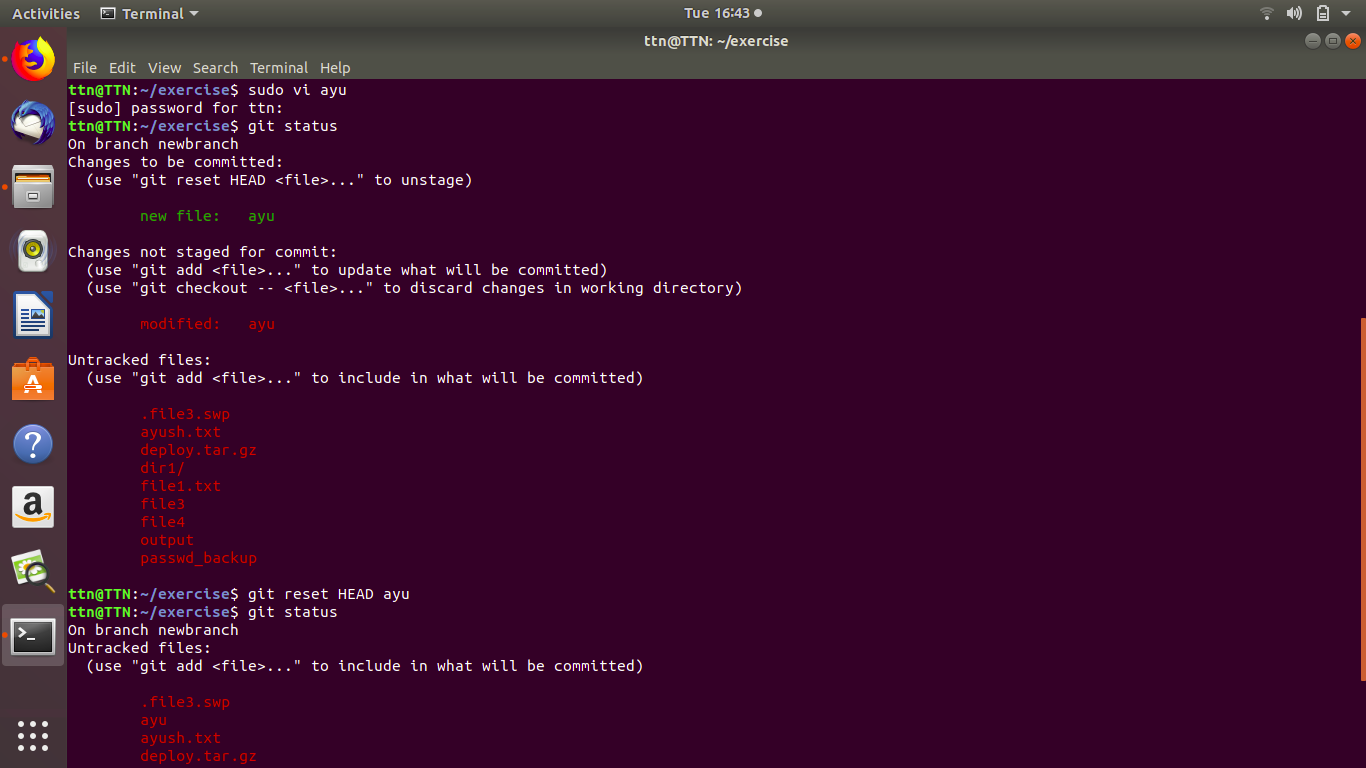 Activities Terminal Tue 16:43
ttn@TTN: ~/exercise
File Edit View Search Terminal Help
ttn@TTN:~/exercise$ sudo vi ayu
[sudo] password for ttn:
ttn@TTN:~/exercise$ git status
On branch newbranch
Changes to be committed:
  (use "git reset HEAD <file>..." to unstage)
        new file:   ayu
Changes not staged for commit:
  (use "git add <file>..." to update what will be committed)
  (use "git checkout -- <file>..." to discard changes in working directory)
        modified:   ayu
Untracked files:
  (use "git add <file>..." to include in what will be committed)
        .file3.swp
        ayush.txt
        deploy.tar.gz
        dir1/
        file1.txt
        file3
        file4
        output
        passwd_backup
ttn@TTN:~/exercise$ git reset HEAD ayu
ttn@TTN:~/exercise$ git status
On branch newbranch
Untracked files:
  (use "git add <file>..." to include in what will be committed)
        .file3.swp
        ayu
        ayush.txt
        deploy.tar.gz